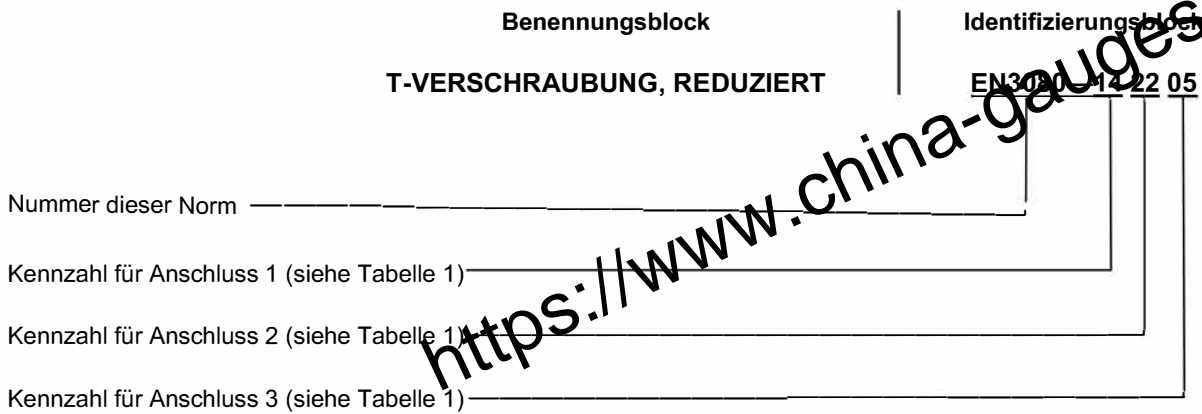 Benennungsblock Identifizierungsblock
T-VERSCHRAUBUNG, REDUZIERT EN3080—14 22 05
Nummer dieser Norm
Kennzahl für Anschluss 1 (siehe Tabelle 1)
Kennzahl für Anschluss 2 (siehe Tabelle 1)
Kennzahl für Anschluss 3 (siehe Tabelle 1)
https://www.china-gauges